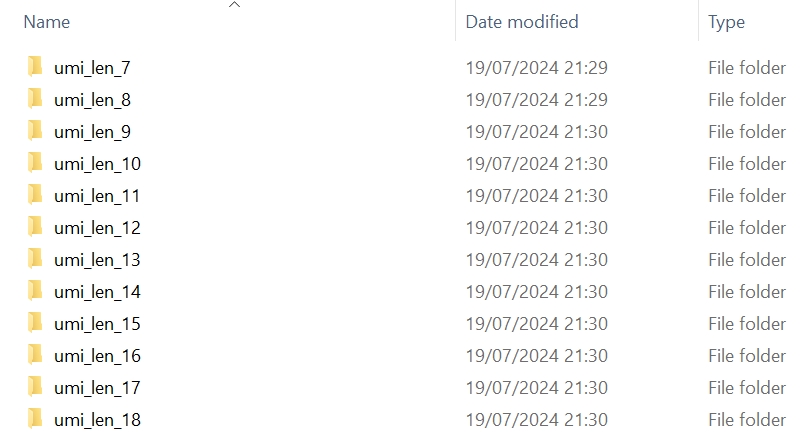 Name Date modified Type
umi_len_7 19/07/2024 21:29 File folder
umi_len_8 19/07/2024 21:29 File folder
umi_len_9 19/07/2024 21:30 File folder
umi_len_10 19/07/2024 21:30 File folder
umi_len_11 19/07/2024 21:30 File folder
umi_len_12 19/07/2024 21:30 File folder
umi_len_13 19/07/2024 21:30 File folder
umi_len_14 19/07/2024 21:30 File folder
umi_len_15 19/07/2024 21:30 File folder
umi_len_16 19/07/2024 21:30 File folder
umi_len_17 19/07/2024 21:30 File folder
umi_len_18 19/07/2024 21:30 File folder